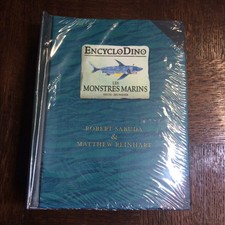 ENCYCLODINO
LES
MONSTRES MARINS
ROBERT SABUDA
&
MATTHEW REINHART